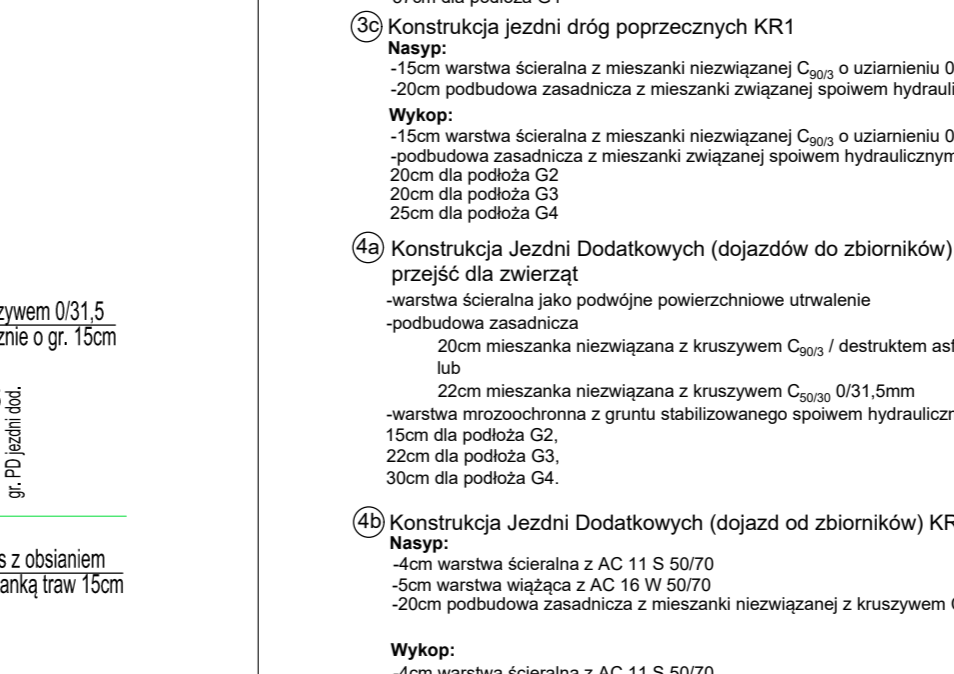 3c Konstrukcja jezdni dróg poprzecznych KR1
Nasyp:
-15cm warstwa ścieralna z mieszanki niezwiązanej C90/3 o uziarnieniu 0
-20cm podbudowa zasadnicza z mieszanki związanej spoiwem hydrauli
Wykop:
-15cm warstwa ścieralna z mieszanki niezwiązanej C90/3 o uziarnieniu 0
-podbudowa zasadnicza z mieszanki związanej spoiwem hydraulicznym
20cm dla podłoża G2
20cm dla podłoża G3
25cm dla podłoża G4
4a Konstrukcja Jezdni Dodatkowych (dojazdów do zbiorników)
przejść dla zwierząt
-warstwa ścieralna jako podwójne powierzchniowe utrwalenie
-podbudowa zasadnicza
20cm mieszanka niezwiązana z kruszywem C90/3 / destruktem asf
lub
22cm mieszanka niezwiązana z kruszywem C50/30 0/31,5mm
-warstwa mrozoochronna z gruntu stabilizowanego spoiwem hydrauliczn
15cm dla podłoża G2,
22cm dla podłoża G3,
30cm dla podłoża G4.
4b Konstrukcja Jezdni Dodatkowych (dojazd od zbiorników) KR
Nasyp:
-4cm warstwa ścieralna z AC 11 S 50/70
-5cm warstwa wiążąca z AC 16 W 50/70
-20cm podbudowa zasadnicza z mieszanki niezwiązanej z kruszywem
Wykop:
-4cm warstwa ścieralna z AC 11 S 50/70
zywem 0/31,5
znie o gr. 15cm
gr. PD jezdni dod.
s z obsianiem
anką traw 15cm